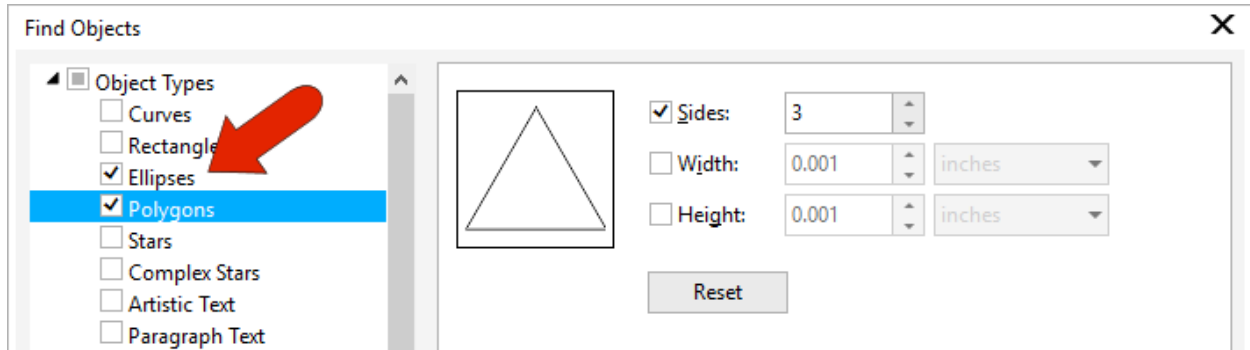 Find Objects
Object Types
Curves
Rectangle
Ellipses
Polygons
Stars
Complex Stars
Artistic Text
Paragraph Text
Sides: 3
Width: 0.001 inches
Height: 0.001 inches
Reset